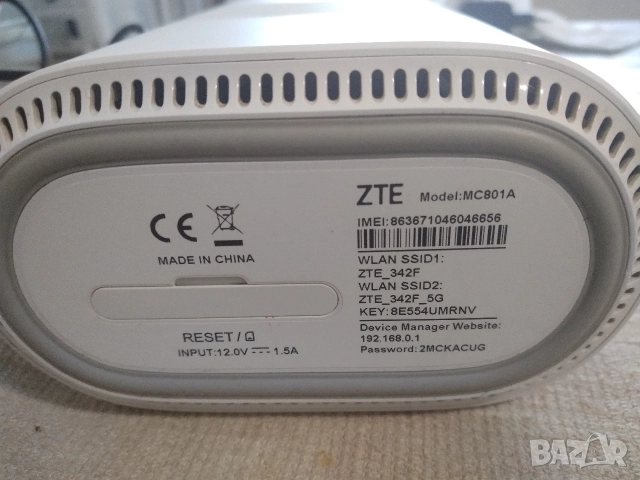 ZTE Model:MC801A
IMEI:863671046046656
WLAN SSID1:
ZTE_342F
WLAN SSID2:
ZTE_342F_5G
KEY:8E554UMRNV
Device Manager Website:
192.168.0.1
Password:2MCKACUG
CE
MADE IN CHINA
RESET/
INPUT:12.0V 1.5A
BAZAR